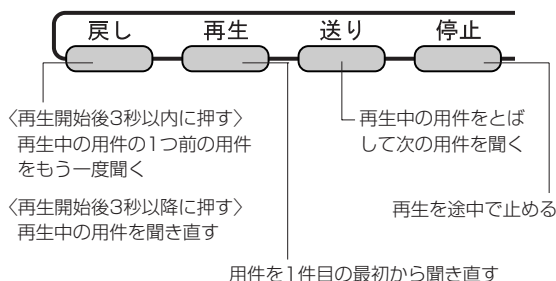 戻し 再生 送り 停止
〈再生開始後3秒以内に押す〉
再生中の用件の1つ前の用件
をもう一度聞く
〈再生開始後3秒以降に押す〉
再生中の用件を聞き直す
再生中の用件をとば
して次の用件を聞く
再生を途中で止める
用件を1件目の最初から聞き直す